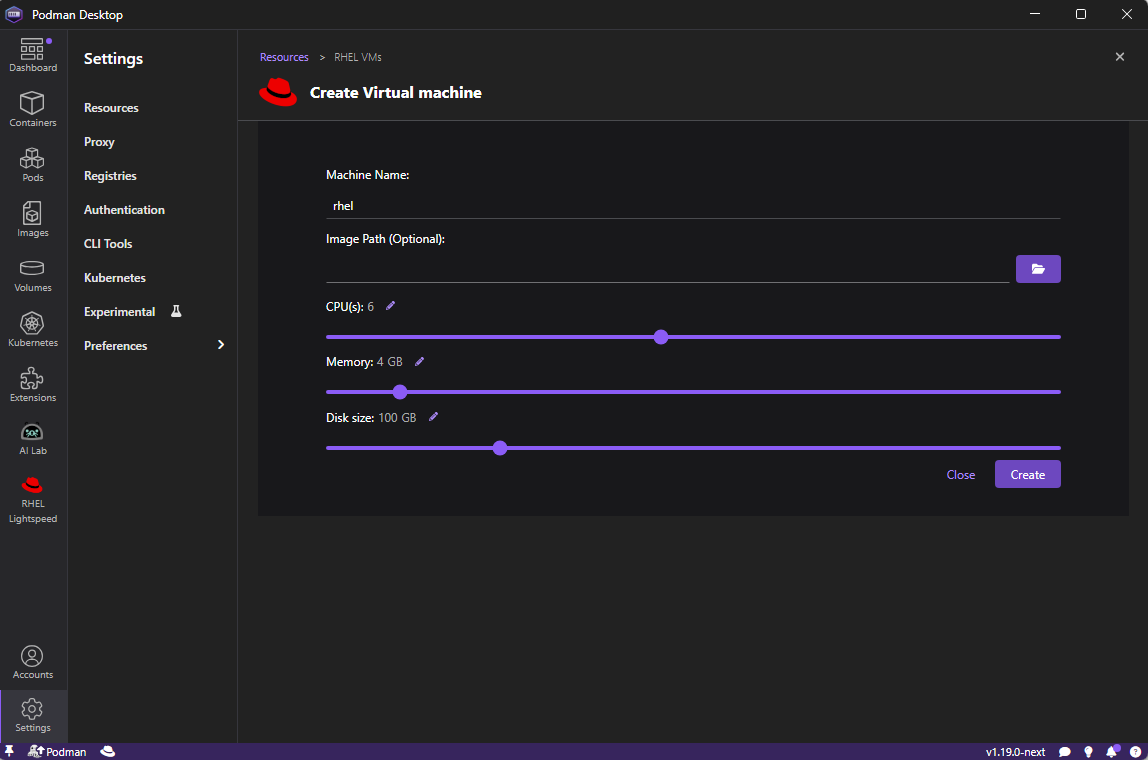 Podman Desktop
Dashboard
Containers
Pods
Images
Volumes
Kubernetes
Extensions
AI Lab
RHEL
Lightspeed
Accounts
Settings
Settings
Resources
Proxy
Registries
Authentication
CLI Tools
Kubernetes
Experimental
Preferences
Resources > RHEL VMs
Create Virtual machine
Machine Name:
rhel
Image Path (Optional):
CPU(s): 6
Memory: 4 GB
Disk size: 100 GB
Close Create
Podman v1.19.0-next